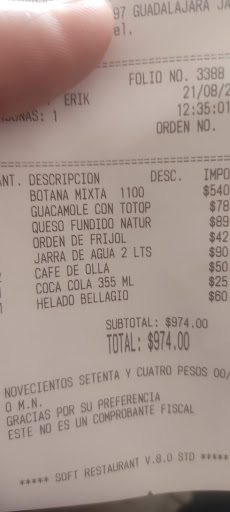 97 GUADALAJARA JA
el.
FOLIO NO. 3388
ERIK
21/08/2
ONAS: 1
12:35:01
ORDEN NO.
ANT. DESCRIPCION DESC. IMPO
BOTANA MIXTA 1100 $540
GUACAMOLE CON TOTOP $78
QUESO FUNDIDO NATUR $89
ORDEN DE FRIJOL $42
JARRA DE AGUA 2 LTS $90
CAFE DE OLLA $50
COCA COLA 355 ML $25
HELADO BELLAGIO $60
SUBTOTAL: $974.00
TOTAL: $974.00
NOVECIENTOS SETENTA Y CUATRO PESOS 00/
0 M.N.
GRACIAS POR SU PREFERENCIA
ESTE NO ES UN COMPROBANTE FISCAL
***** SOFT RESTAURANT V.8.0 STD *****